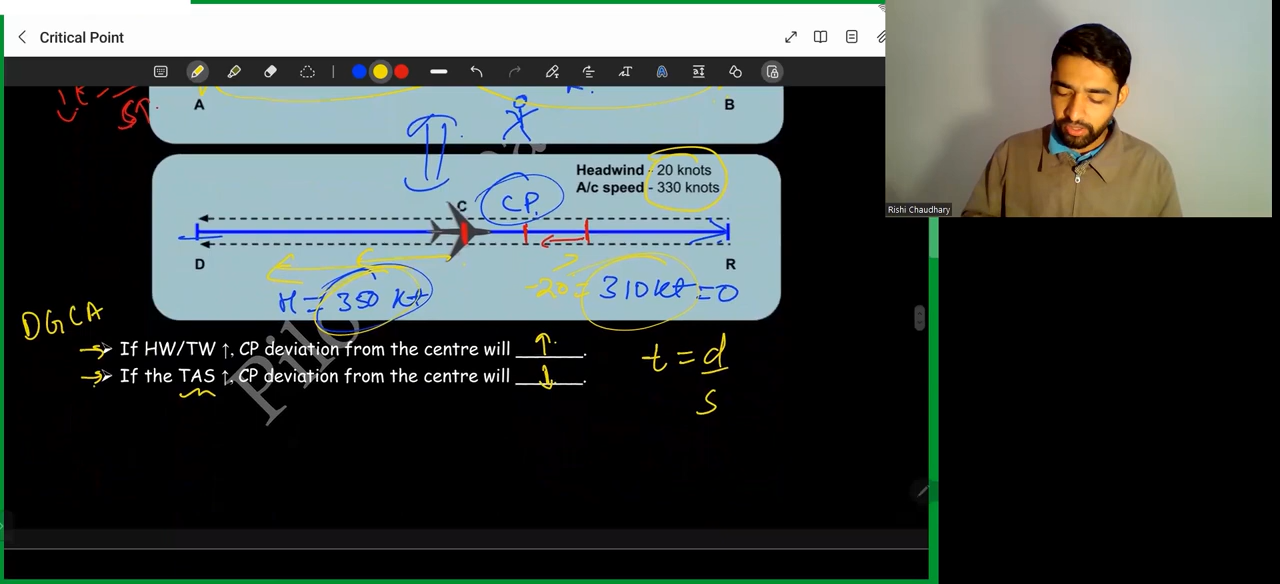 Critical Point
A
B
Headwind - 20 knots
A/c speed - 330 knots
CP.
C
D
R
H = 350 Kt
-20 = 310 Kt = 0
DGCA
→ If HW/TW ↑, CP deviation from the centre will ↑.
→ If the TAS ↑, CP deviation from the centre will ↓.
t = d
s
Rishi Chaudhary